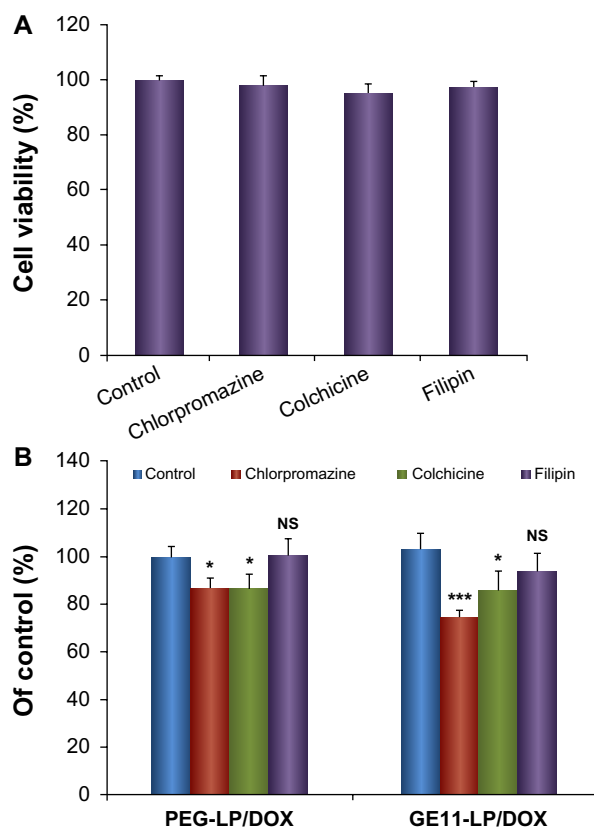 A
Cell viability (%)
120
100
80
60
40
20
0
Control
Chlorpromazine
Colchicine
Filipin
B
Of control (%)
140
120
100
80
60
40
20
0
Control Chlorpromazine Colchicine Filipin
* * NS
*** * NS
PEG-LP/DOX GE11-LP/DOX